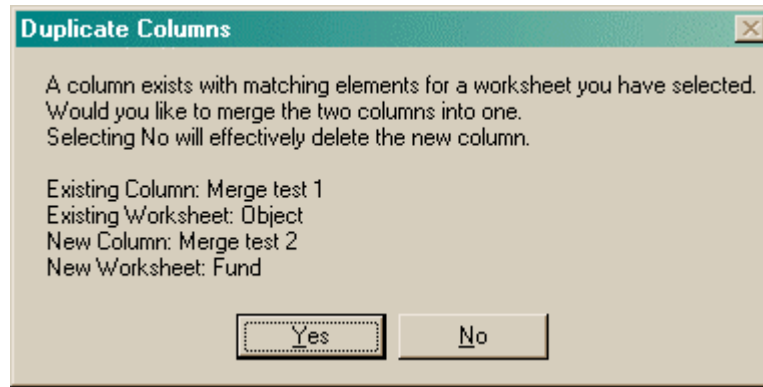 Duplicate Columns
A column exists with matching elements for a worksheet you have selected.
Would you like to merge the two columns into one.
Selecting No will effectively delete the new column.
Existing Column: Merge test 1
Existing Worksheet: Object
New Column: Merge test 2
New Worksheet: Fund
Yes No